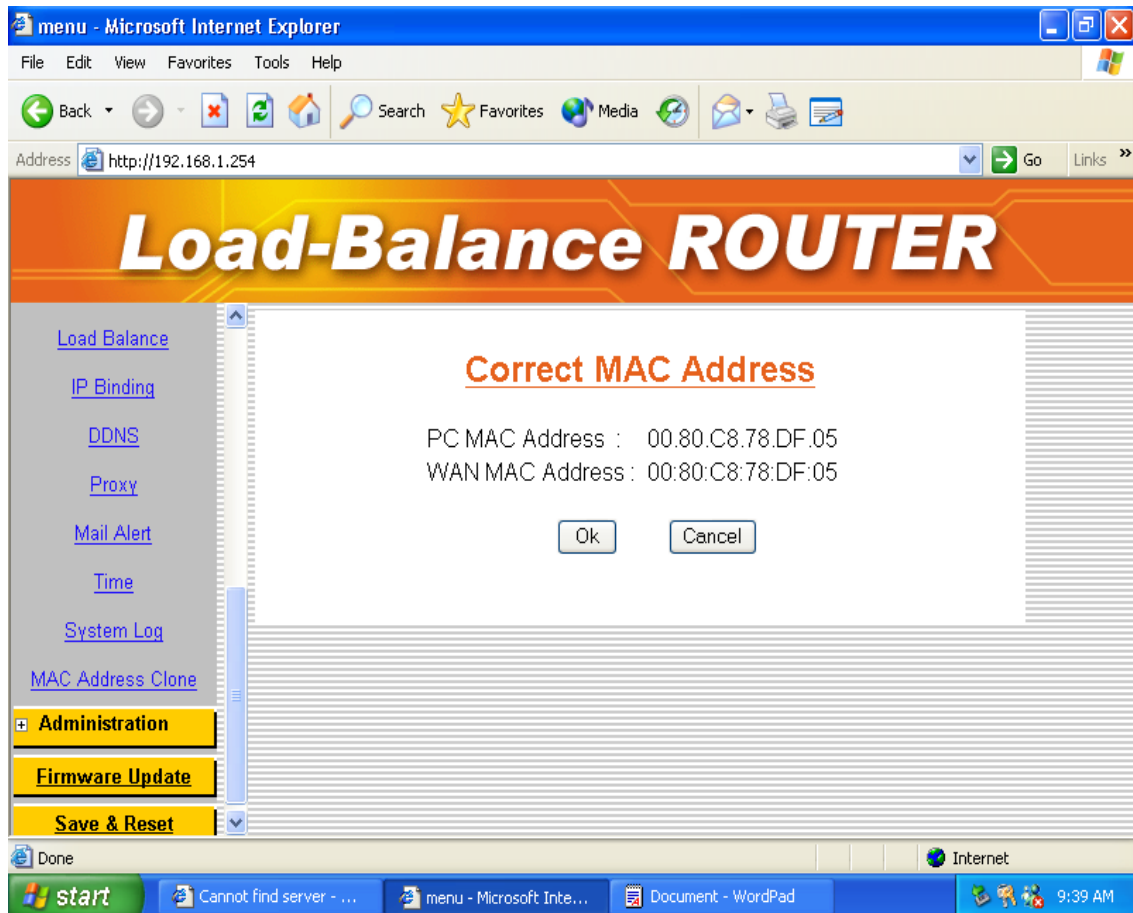 menu - Microsoft Internet Explorer
File Edit View Favorites Tools Help
Back Search Favorites Media
Address http://192.168.1.254 Go Links »
Load-Balance ROUTER
Load Balance
IP Binding
DDNS
Proxy
Mail Alert
Time
System Log
MAC Address Clone
Administration
Firmware Update
Save & Reset
Correct MAC Address
PC MAC Address : 00.80.C8.78.DF.05
WAN MAC Address : 00:80:C8:78:DF:05
Ok Cancel
Done Internet
start Cannot find server - ... menu - Microsoft Inte... Document - WordPad 9:39 AM